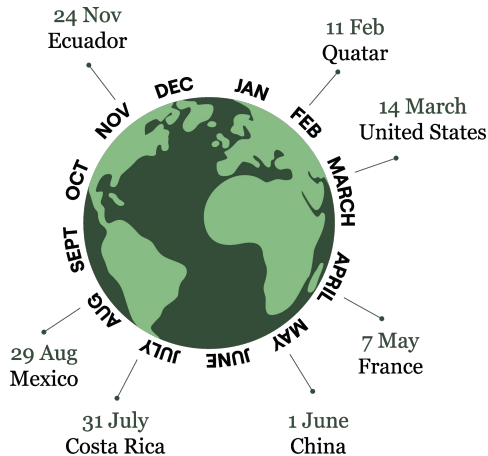 24 Nov
Ecuador
11 Feb
Quatar
14 March
United States
DEC
JAN
NOV
FEB
OCT
MARCH
SEPT
APRIL
AUG
MAY
JULY
JUNE
29 Aug
Mexico
7 May
France
31 July
Costa Rica
1 June
China